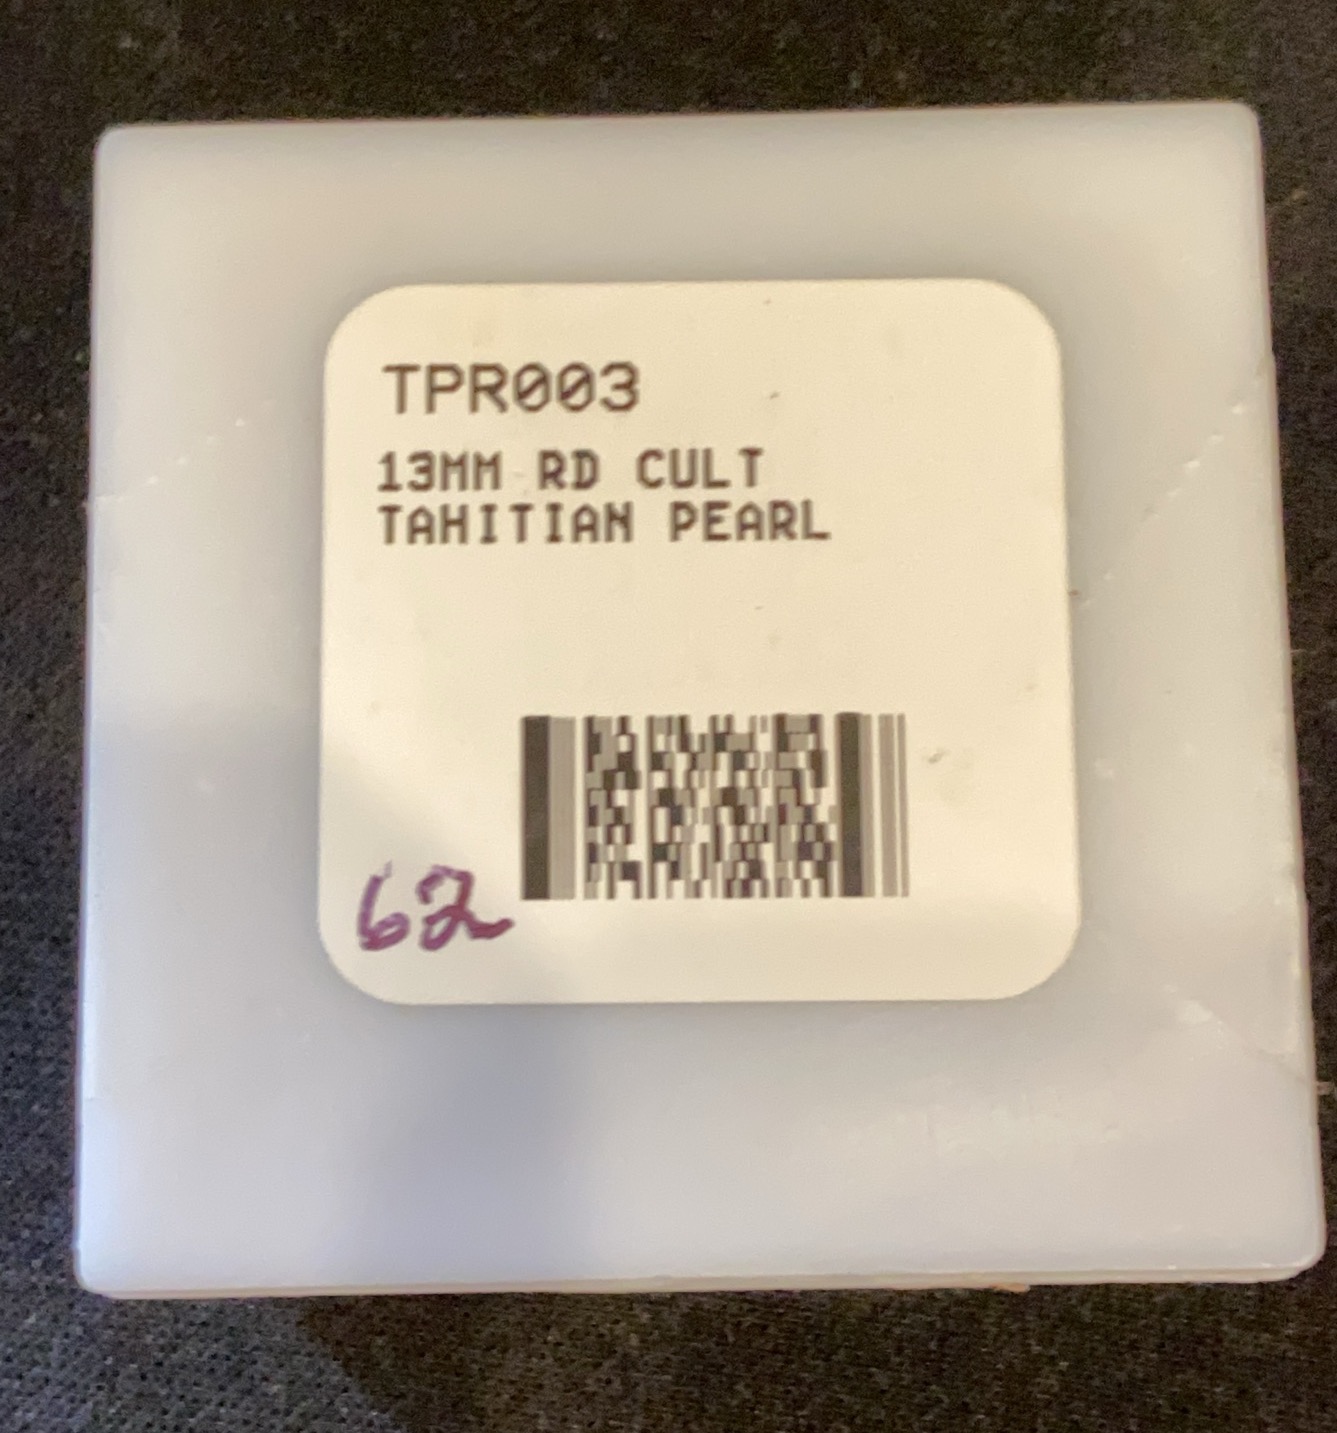 TPR003
13MM RD CULT
TAHITIAN PEARL
62